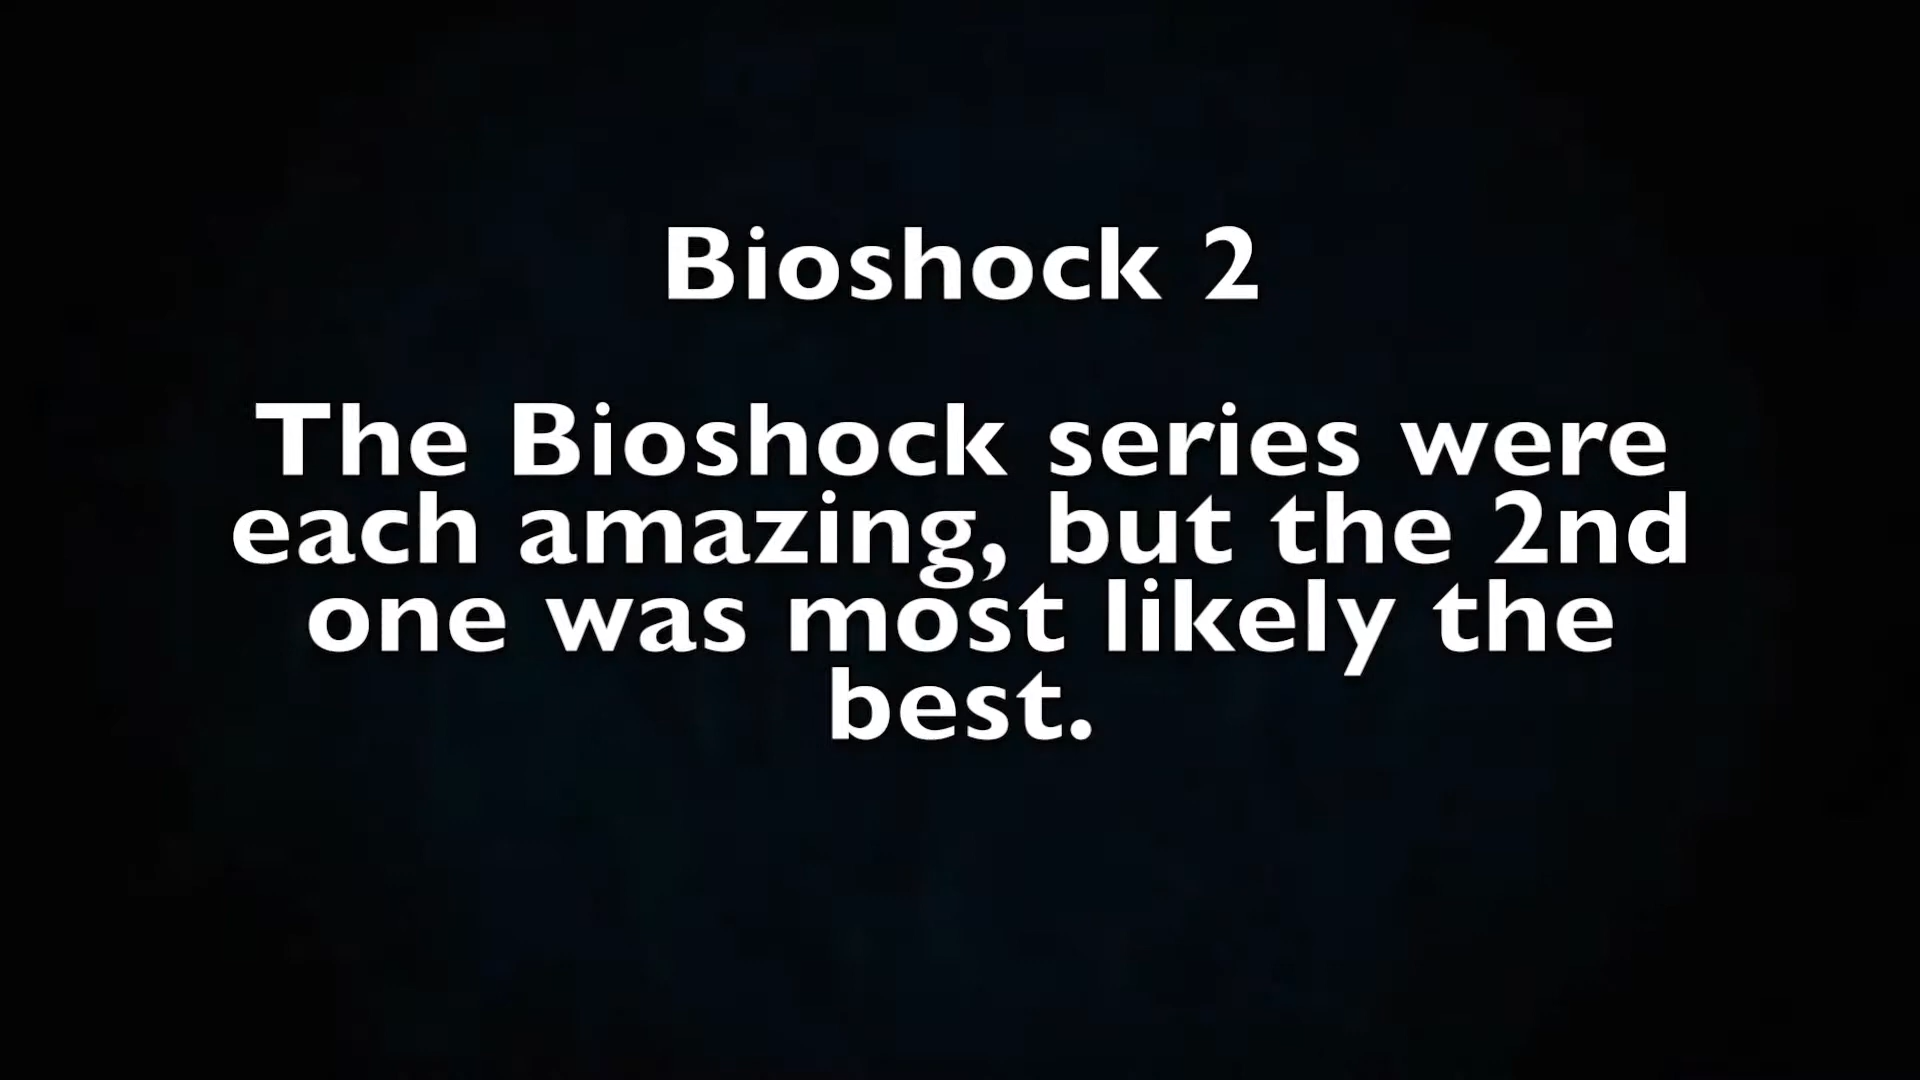 Bioshock 2
The Bioshock series were
each amazing, but the 2nd
one was most likely the
best.